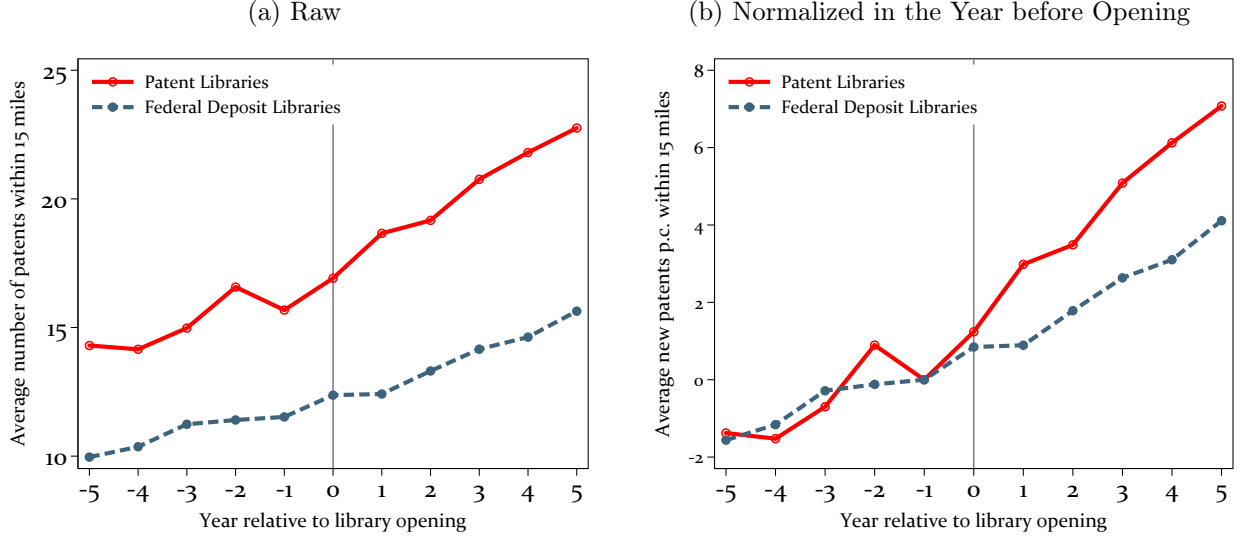 (a) Raw
Average number of patents within 15 miles
25
20
15
10
Patent Libraries
Federal Deposit Libraries
-5 -4 -3 -2 -1 0 1 2 3 4 5
Year relative to library opening
(b) Normalized in the Year before Opening
Average new patents p.c. within 15 miles
8
6
4
2
0
-2
Patent Libraries
Federal Deposit Libraries
-5 -4 -3 -2 -1 0 1 2 3 4 5
Year relative to library opening